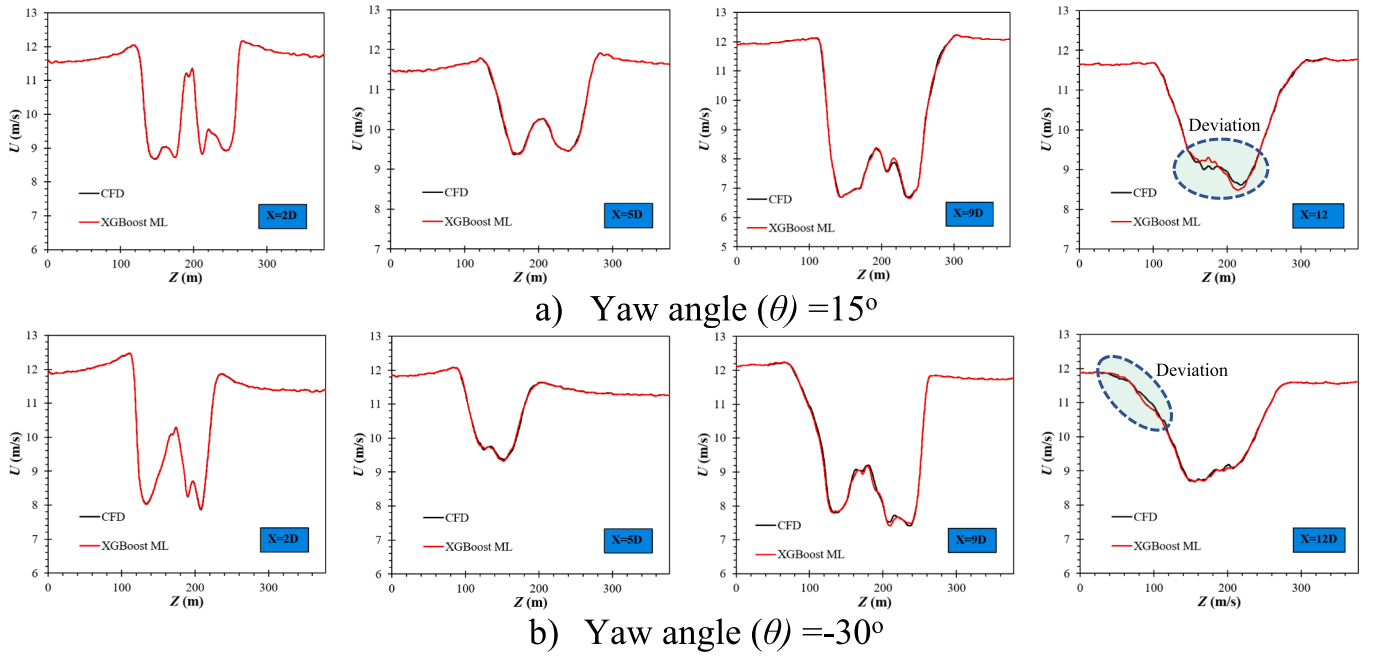 13
12
11
10
9
8
7
6
U (m/s)
CFD
XGBoost ML
X=2D
0 100 200 300
Z (m)
13
12
11
10
9
8
7
U (m/s)
CFD
XGBoost ML
X=5D
0 100 200 300
Z (m)
13
12
11
10
9
8
7
6
5
U (m/s)
CFD
XGBoost ML
X=9D
0 100 200 300
Z (m)
13
12
11
10
9
8
7
6
4
U (m/s)
Deviation
CFD
XGBoost ML
X=12
0 100 200 300
Z (m)
a) Yaw angle (θ) =15º
13
12
11
10
9
8
7
6
U (m/s)
CFD
XGBoost ML
X=2D
0 100 200 300
Z (m)
13
12
11
10
9
8
7
6
4
U (m/s)
CFD
XGBoost ML
X=5D
0 100 200 300
Z (m)
13
12
11
10
9
8
7
6
4
U (m/s)
CFD
XGBoost ML
X=9D
0 100 200 300
Z (m)
13
12
11
10
9
8
7
6
U (m/s)
Deviation
CFD
XGBoost ML
X=12D
0 100 200 300
Z (m/s)
b) Yaw angle (θ) =-30º